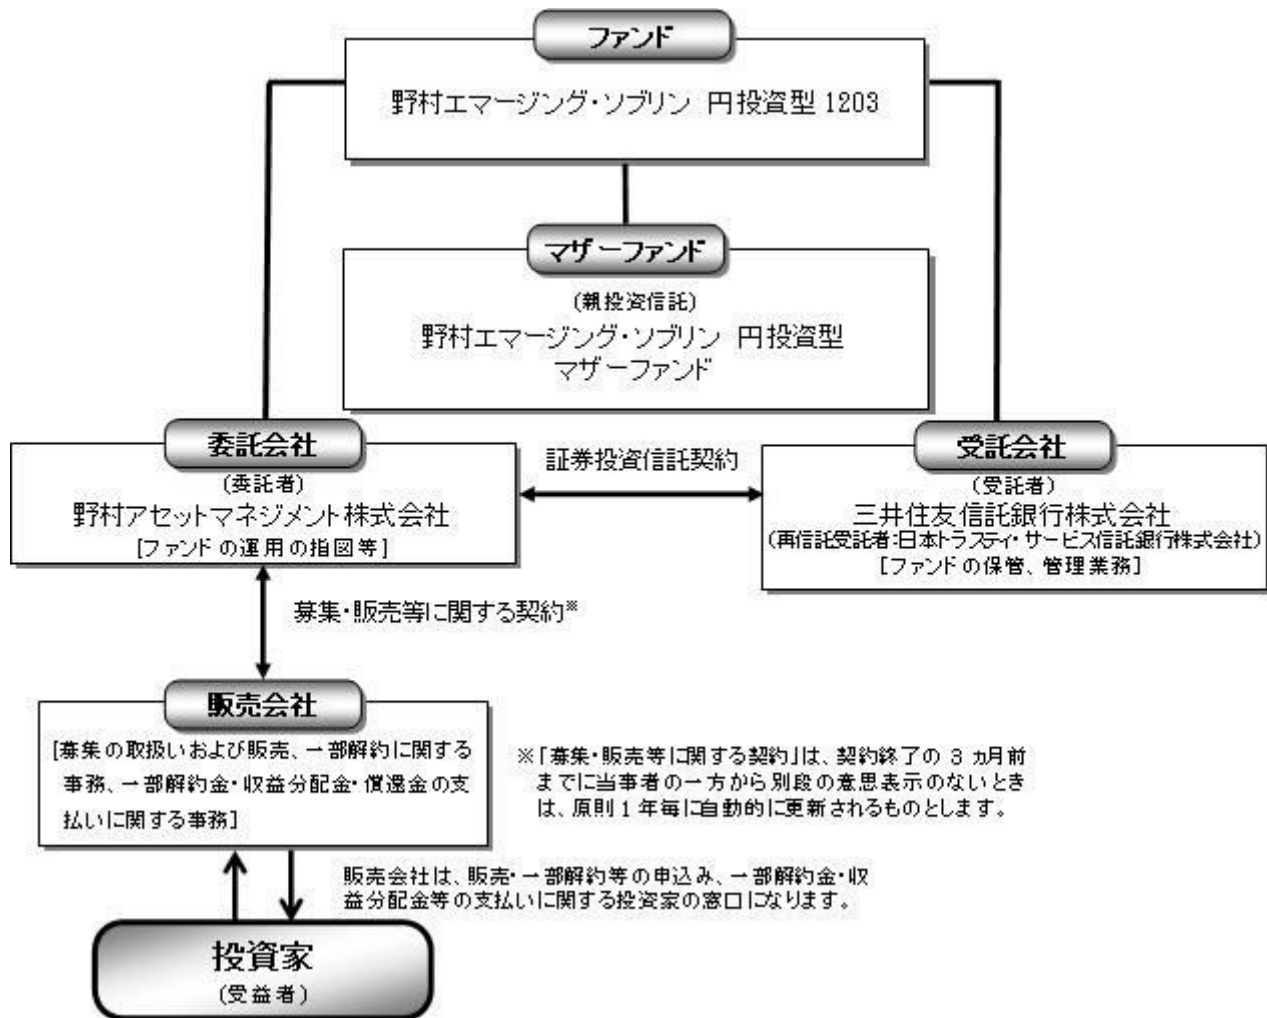 ファンド
野村エマージング・ソブリン 円投資型 1203
マザーファンド
(親投資信託)
野村エマージング・ソブリン 円投資型
マザーファンド
委託会社
(委託者)
野村アセットマネジメント株式会社
[ファンドの運用の指図等]
証券投資信託契約
受託会社
(受託者)
三井住友信託銀行株式会社
(再信託受託者:日本トラスティ・サービス信託銀行株式会社)
[ファンドの保管、管理業務]
募集・販売等に関する契約※
販売会社
[募集の取扱いおよび販売、一部解約に関する
事務、一部解約金・収益分配金・償還金の支
払いに関する事務]
※「募集・販売等に関する契約」は、契約終了の 3 カ月前
までに当事者の一方から別段の意思表示のないとき
は、原則 1 年毎に自動的に更新されるものとします。
販売会社は、販売・一部解約等の申込み、一部解約金・収
益分配金等の支払いに関する投資家の窓口になります。
投資家
(受益者)